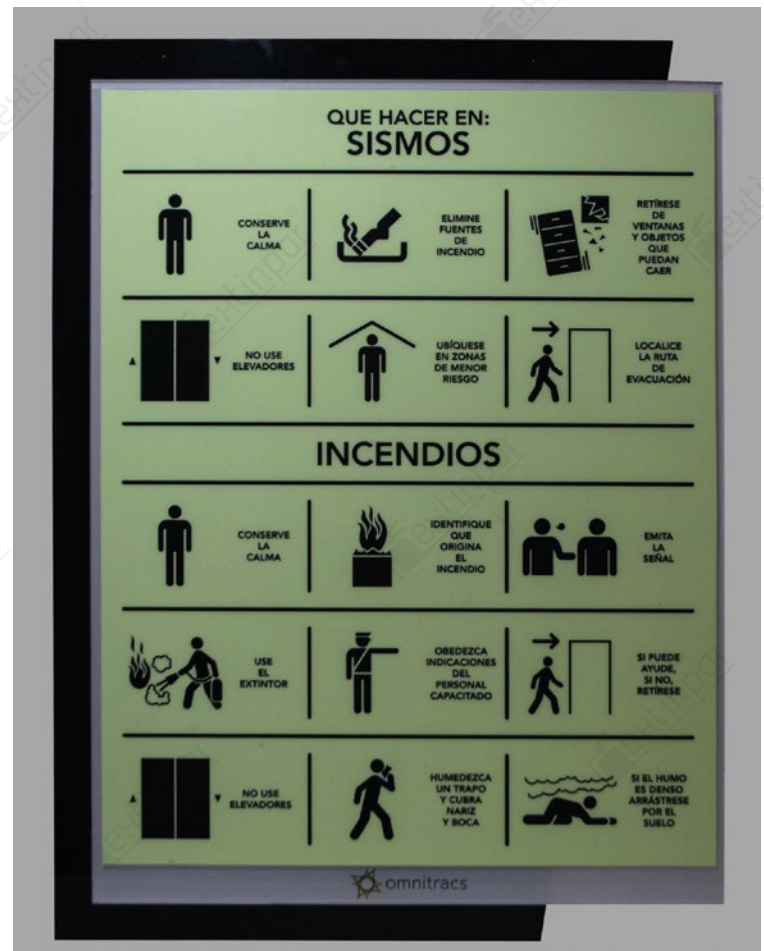 QUE HACER EN:
SISMOS
CONSERVE
LA
CALMA
ELIMINE
FUENTES
DE
INCENDIO
RETÍRESE
DE
VENTANAS
Y OBJETOS
QUE
PUEDAN
CAER
NO USE
ELEVADORES
UBÍQUESE
EN ZONAS
DE MENOR
RIESGO
LOCALICE
LA RUTA
DE
EVACUACIÓN
INCENDIOS
CONSERVE
LA
CALMA
IDENTIFIQUE
QUE
ORIGINA
EL
INCENDIO
EMITA
LA
SEÑAL
USE
EL
EXTINTOR
OBEDEZCA
INDICACIONES
DEL
PERSONAL
CAPACITADO
SI PUEDE
AYUDE,
SI NO,
RETÍRESE
NO USE
ELEVADORES
HUMEDEZCA
UN TRAPO
Y CUBRA
NARIZ
Y BOCA
SI EL HUMO
ES DENSO
ARRÁSTRESE
POR EL
SUELO
omnitracs